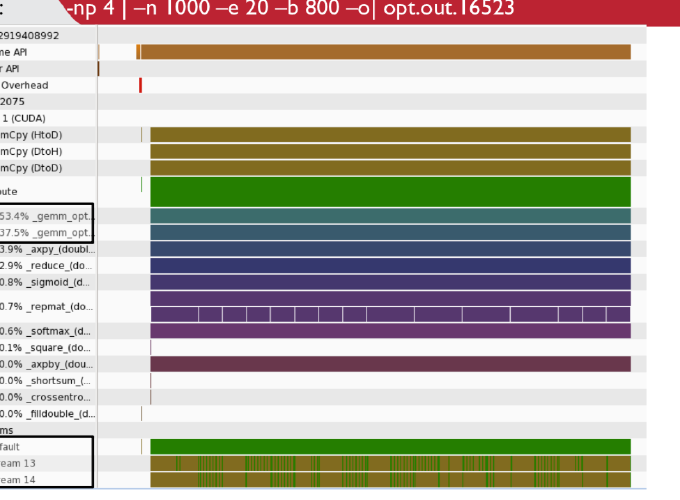 : -np 4 | –n 1000 –e 20 –b 800 –o| opt.out.16523
2919408992
me API
r API
Overhead
2075
1 (CUDA)
mCpy (HtoD)
mCpy (DtoH)
mCpy (DtoD)
oute
53.4% _gemm_opt...
37.5% _gemm_opt...
3.9% _axpy_(doubl...
2.9% _reduce_(do...
0.8% _sigmoid_(d...
0.7% _repmat_(do...
0.6% _softmax_(d...
0.1% _square_(do...
0.0% _axpby_(dou...
0.0% _shortsum_(...
0.0% _crossentro...
0.0% _filldouble_(d...
ms
fault
eam 13
eam 14